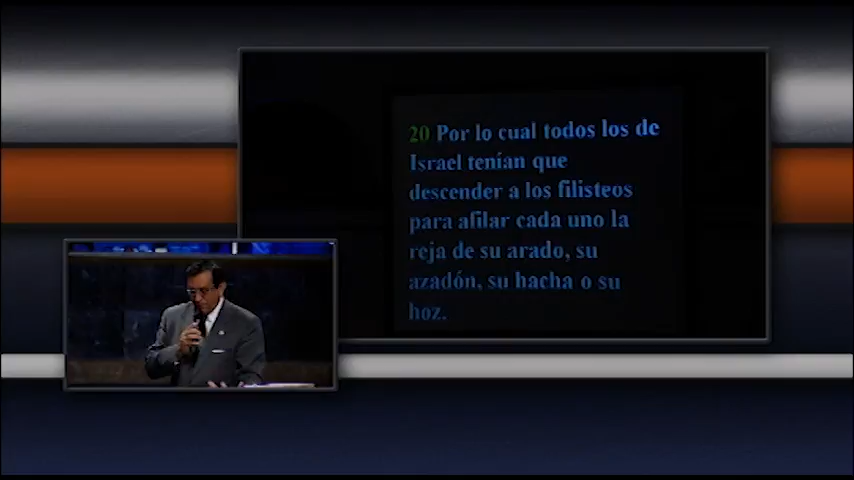 20 Por lo cual todos los de
Israel tenían que
descender a los filisteos
para afilar cada uno la
reja de su arado, su
azadón, su hacha o su
hoz.